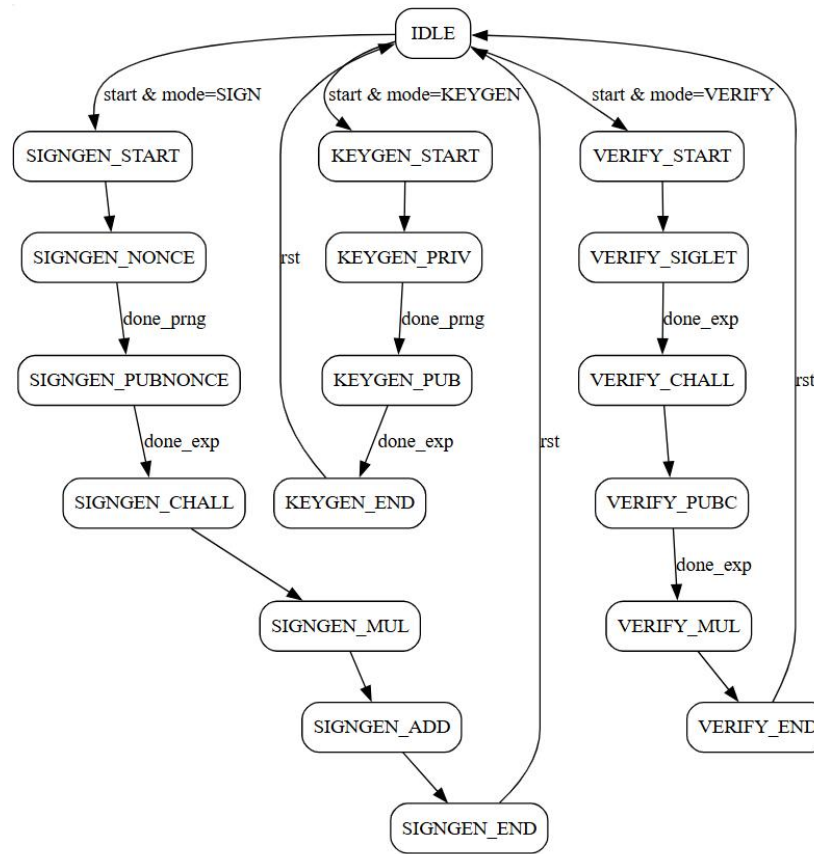 IDLE
start & mode=SIGN
start & mode=KEYGEN
start & mode=VERIFY
SIGNGEN_START
KEYGEN_START
VERIFY_START
SIGNGEN_NONCE
rst
KEYGEN_PRIV
VERIFY_SIGLET
done_prng
done_prng
done_exp
SIGNGEN_PUBNONCE
KEYGEN_PUB
VERIFY_CHALL
rst
done_exp
done_exp
rst
SIGNGEN_CHALL
KEYGEN_END
VERIFY_PUBC
done_exp
SIGNGEN_MUL
VERIFY_MUL
SIGNGEN_ADD
VERIFY_END
SIGNGEN_END